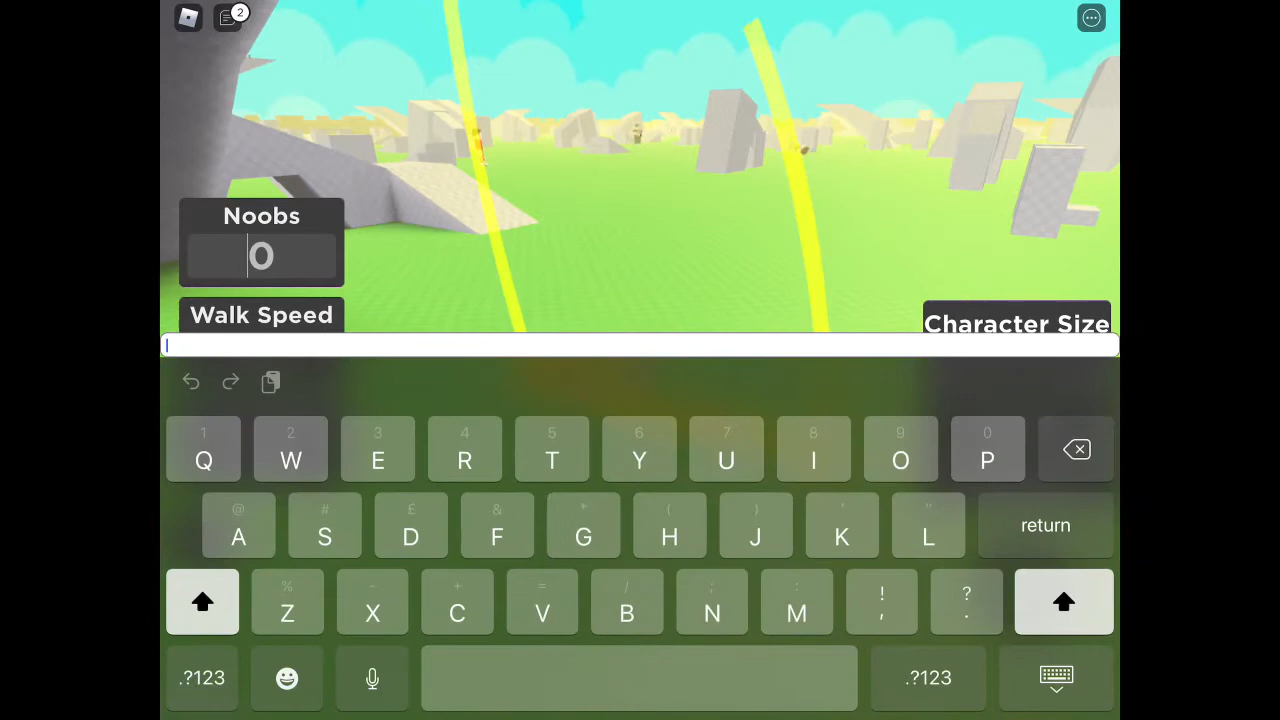 2
Noobs
0
Walk Speed
Character Size
1 2 3 4 5 6 7 8 9 0
Q W E R T Y U I O P
@ # £ & * ( ) ' "
A S D F G H J K L return
% - + = / ; : ! ?
Z X C V B N M , .
.?123 .?123